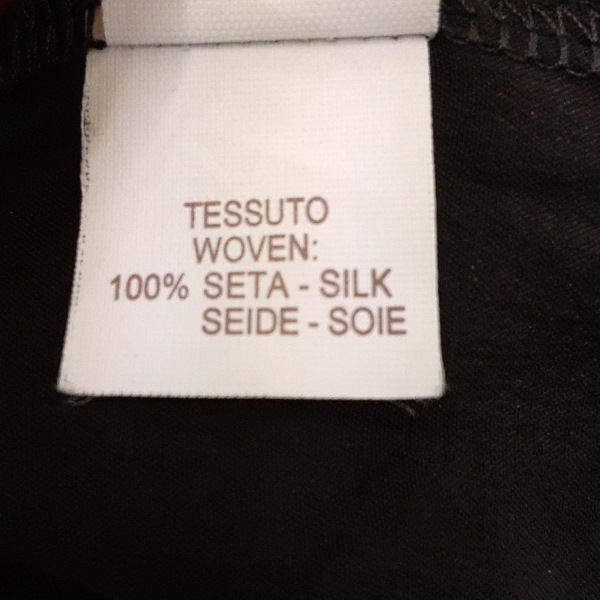 TESSUTO
WOVEN:
100% SETA - SILK
SEIDE - SOIE